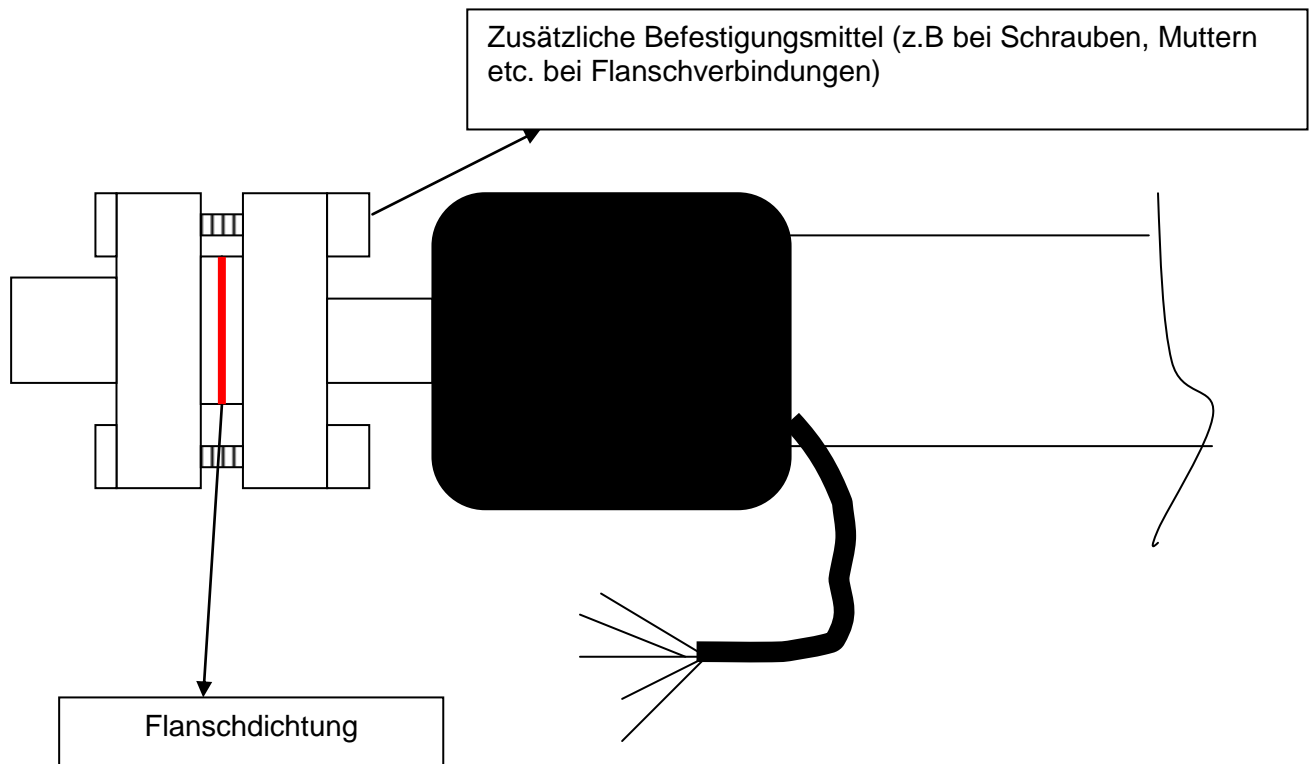 Zusätzliche Befestigungsmittel (z.B bei Schrauben, Muttern
etc. bei Flanschverbindungen)
Flanschdichtung